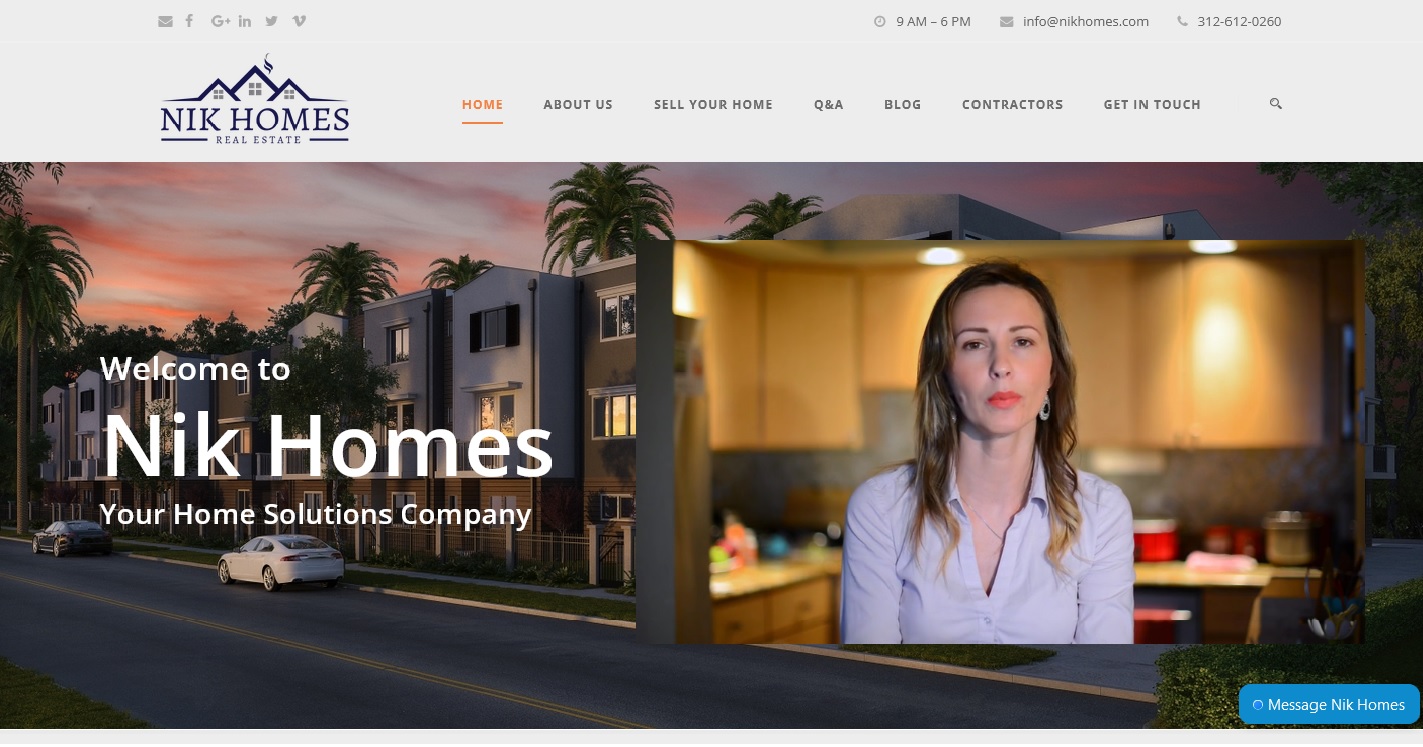 9 AM – 6 PM info@nikhomes.com 312-612-0260
NIK HOMES
REAL ESTATE
HOME ABOUT US SELL YOUR HOME Q&A BLOG CONTRACTORS GET IN TOUCH
Welcome to
Nik Homes
Your Home Solutions Company
Message Nik Homes